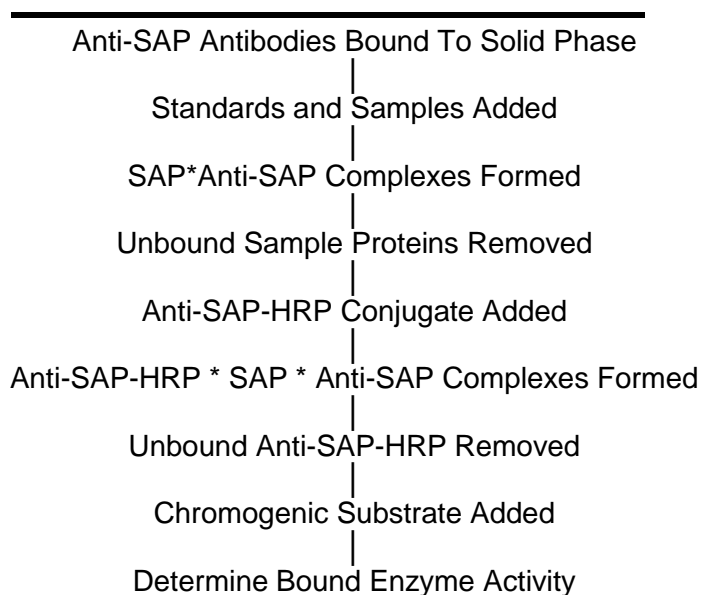 Anti-SAP Antibodies Bound To Solid Phase
Standards and Samples Added
SAP*Anti-SAP Complexes Formed
Unbound Sample Proteins Removed
Anti-SAP-HRP Conjugate Added
Anti-SAP-HRP * SAP * Anti-SAP Complexes Formed
Unbound Anti-SAP-HRP Removed
Chromogenic Substrate Added
Determine Bound Enzyme Activity